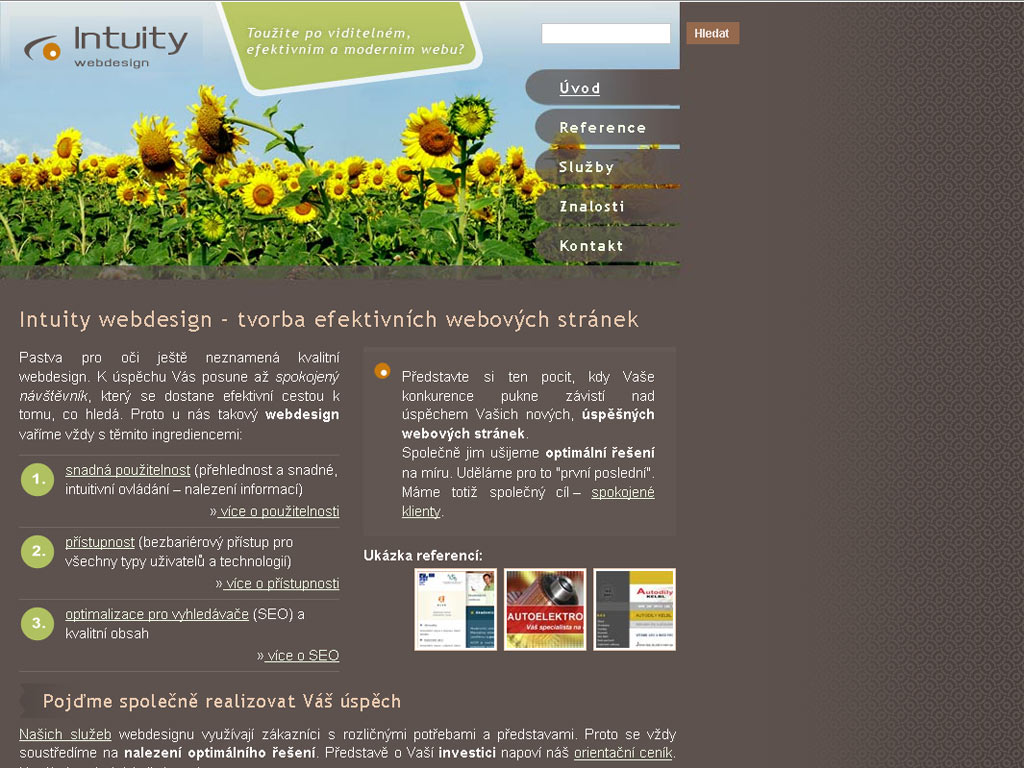 Intuity
webdesign
Toužíte po viditelném,
efektivním a moderním webu?
Hledat
Úvod
Reference
Služby
Znalosti
Kontakt
Intuity webdesign - tvorba efektivních webových stránek
Pastva pro oči ještě neznamená kvalitní
webdesign. K úspěchu Vás posune až spokojený
návštěvník, který se dostane efektivní cestou k
tomu, co hledá. Proto u nás takový webdesign
vaříme vždy s těmito ingrediencemi:
1. snadná použitelnost (přehlednost a snadné,
intuitivní ovládání – nalezení informací)
» více o použitelnosti
2. přístupnost (bezbariérový přístup pro
všechny typy uživatelů a technologií)
» více o přístupnosti
3. optimalizace pro vyhledávače (SEO) a
kvalitní obsah
» více o SEO
Představte si ten pocit, kdy Vaše
konkurence pukne závistí nad
úspěchem Vašich nových, úspěšných
webových stránek.
Společně jim ušijeme optimální řešení
na míru. Uděláme pro to "první poslední".
Máme totiž společný cíl – spokojené
klienty.
Ukázka referencí:
AUTOELEKTRO
Váš specialista na
Autodíly
KELBL
AUTODÍLY KELBL
Pojďme společně realizovat Váš úspěch
Našich služeb webdesignu využívají zákazníci s rozličnými potřebami a představami. Proto se vždy
soustředíme na nalezení optimálního řešení. Představě o Vaší investici napoví náš orientační ceník.